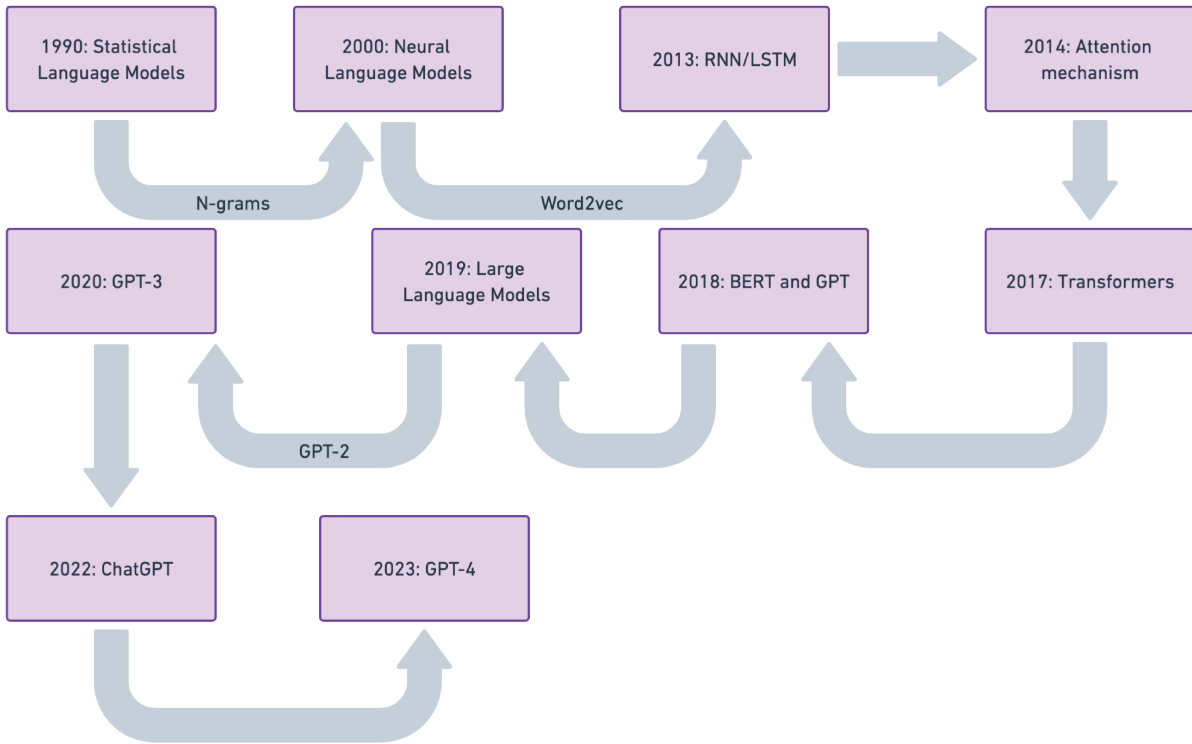 1990: Statistical
Language Models
2000: Neural
Language Models
2013: RNN/LSTM
2014: Attention
mechanism
N-grams
Word2vec
2020: GPT-3
2019: Large
Language Models
2018: BERT and GPT
2017: Transformers
GPT-2
2022: ChatGPT
2023: GPT-4